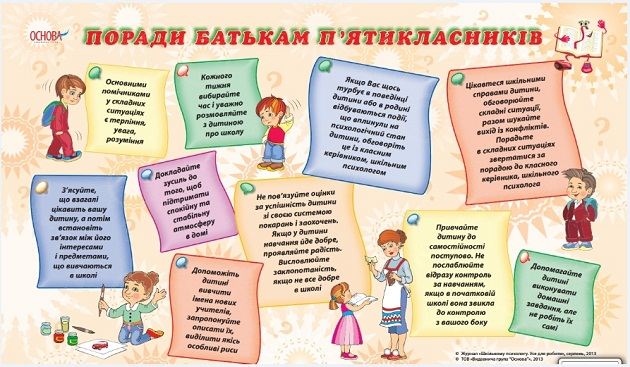 ОСНОВА
ПОРАДИ БАТЬКАМ П'ЯТИКЛАСНИКІВ
Основними
помічниками
у складних
ситуаціях
є терпіння,
увага,
розуміння
Кожного
тижня
вибирайте
час і уважно
розмовляйте
з дитиною
про школу
Якщо Вас щось
турбує в поведінці
дитини або в родині
відбуваються події,
що вплинули на
психологічний стан
дитини, обговоріть
це із класним
керівником, шкільним
психологом
Цікавтеся шкільними
справами дитини,
обговорюйте
складні ситуації,
разом шукайте
вихід із конфліктів.
Порадьте
в складних ситуаціях
звертатися за
порадою до класного
керівника, шкільного
психолога
З'ясуйте,
що взагалі
цікавить вашу
дитину, а потім
встановіть
зв'язок між його
інтересами
і предметами,
що вивчаються
в школі
Докладайте
зусиль до
того, щоб
підтримати
спокійну та
стабільну
атмосферу
в домі
Не пов'язуйте оцінки
за успішність дитини
зі своєю системою
покарань і заохочень.
Якщо у дитини
навчання йде добре,
проявляйте радість.
Висловлюйте
заклопотаність,
якщо не все добре
в школі
Привчайте
дитину до
самостійності
поступово. Не
послаблюйте
відразу контроль
за навчанням,
якщо в початковій
школі вона звикла
до контролю
з вашого боку
Допоможіть
дитині
вивчити
імена нових
учителів,
запропонуйте
описати їх,
виділити якісь
особливі риси
Допомагайте
дитині
виконувати
домашні
завдання, але
не робіть їх
самі
© Журнал «Шкільному психологу. Усе для роботи», серпень, 2013
© ТОВ «Видавнича група "Основа"», 2013